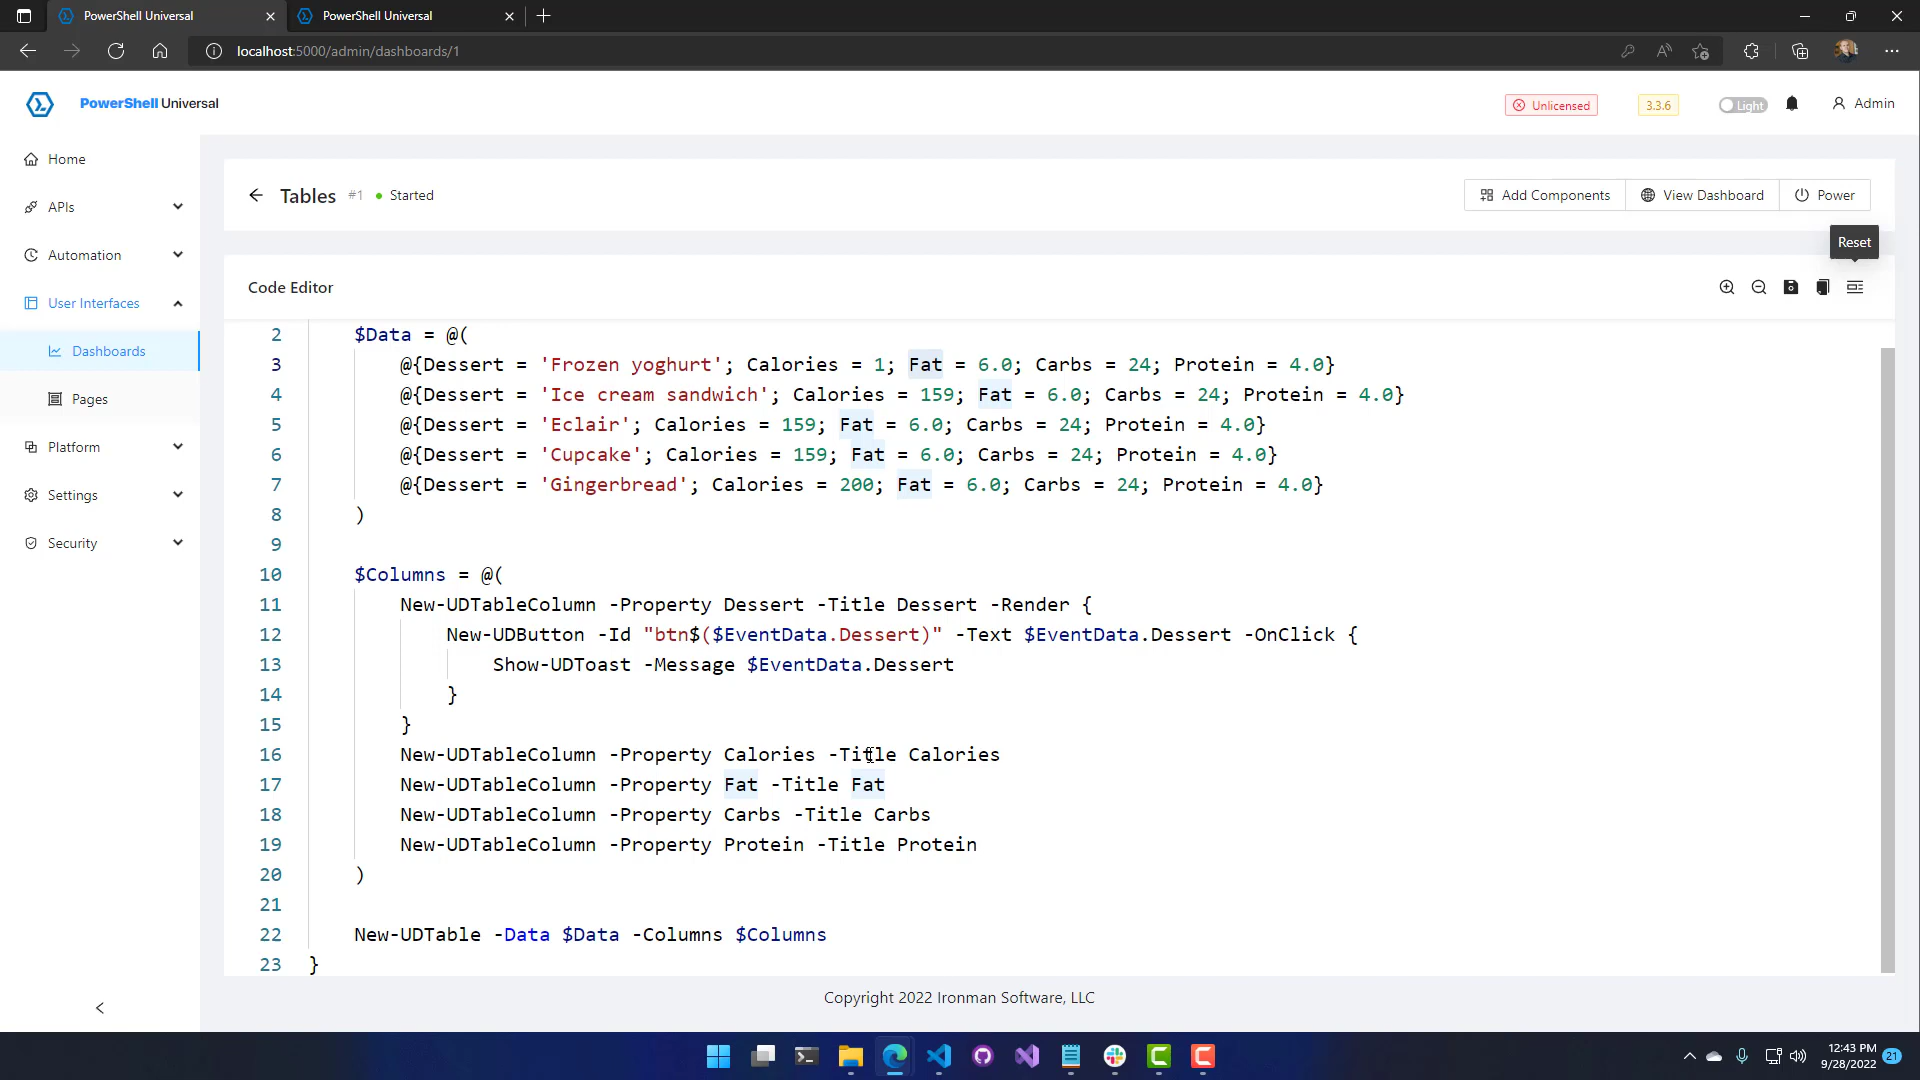 PowerShell Universal
PowerShell Universal
localhost:5000/admin/dashboards/1
PowerShell Universal
Unlicensed
3.3.6
Light
Admin
Home
APIs
Automation
User Interfaces
Dashboards
Pages
Platform
Settings
Security
Tables #1 Started
Add Components
View Dashboard
Power
Reset
Code Editor
2 $Data = @(
3 @{Dessert = 'Frozen yoghurt'; Calories = 1; Fat = 6.0; Carbs = 24; Protein = 4.0}
4 @{Dessert = 'Ice cream sandwich'; Calories = 159; Fat = 6.0; Carbs = 24; Protein = 4.0}
5 @{Dessert = 'Eclair'; Calories = 159; Fat = 6.0; Carbs = 24; Protein = 4.0}
6 @{Dessert = 'Cupcake'; Calories = 159; Fat = 6.0; Carbs = 24; Protein = 4.0}
7 @{Dessert = 'Gingerbread'; Calories = 200; Fat = 6.0; Carbs = 24; Protein = 4.0}
8 )
9
10 $Columns = @(
11 New-UDTableColumn -Property Dessert -Title Dessert -Render {
12 New-UDButton -Id "btn$($EventData.Dessert)" -Text $EventData.Dessert -OnClick {
13 Show-UDToast -Message $EventData.Dessert
14 }
15 }
16 New-UDTableColumn -Property Calories -Title Calories
17 New-UDTableColumn -Property Fat -Title Fat
18 New-UDTableColumn -Property Carbs -Title Carbs
19 New-UDTableColumn -Property Protein -Title Protein
20 )
21
22 New-UDTable -Data $Data -Columns $Columns
23 }
Copyright 2022 Ironman Software, LLC
12:43 PM
9/28/2022
21